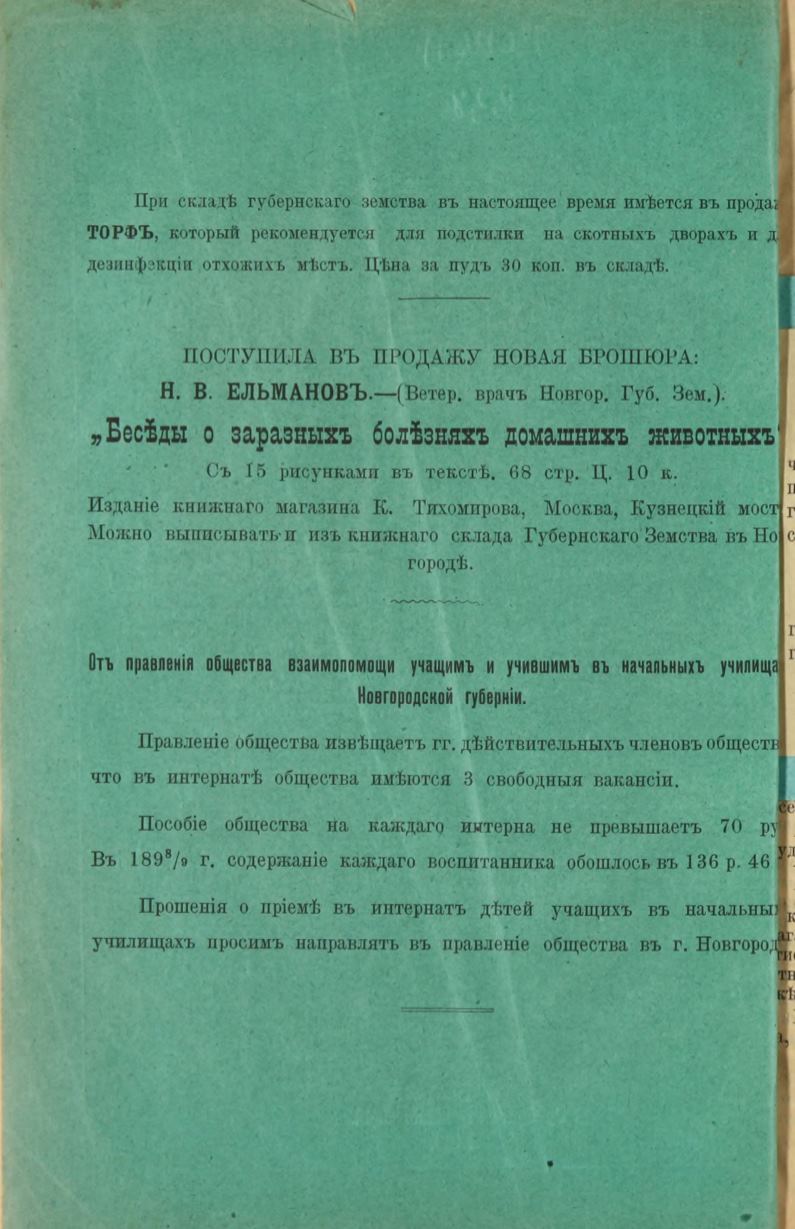 При складѣ губернскаго земства въ настоящее время имѣется въ
ТОРФЪ, который рекомендуется для подстилки на скотныхъ дворахъ и
дезинфэкціи отхожихъ мѣстъ. Цѣна за пудъ 30 коп. въ складѣ.
ПОСТУПИЛА ВЪ ПРОДАЖУ НОВАЯ БРОШЮРА:
Н. В. ЕЛЬМАНОВЪ.—(Ветер. врачъ Новгор. Губ. Зем.).
„Бесѣды о заразныхъ болѣзняхъ домашнихъ животныхъ“
Съ 15 рисунками въ текстѣ. 68 стр. Ц. 10 к.
Изданіе книжнаго магазина К. Тихомирова, Москва, Кузнецкій мост
Можно выписывать и изъ книжнаго склада Губернскаго Земства въ Но
городѣ.
Отъ правленія общества взаимопомощи учащимъ и учившимъ въ начальныхъ училища
Новгородской губерніи.
Правленіе общества извѣщаетъ гг. дѣйствительныхъ членовъ обществ
что въ интернатѣ общества имѣются 3 свободныя вакансіи.
Пособіе общества на каждаго интерна не превышаетъ 70 ру
Въ 189⁸/₉ г. содержаніе каждаго воспитанника обошлось въ 136 р. 46
Прошенія о пріемѣ въ интернатъ дѣтей учащихъ въ начальных
училищахъ просимъ направлять въ правленіе общества въ г. Новгород